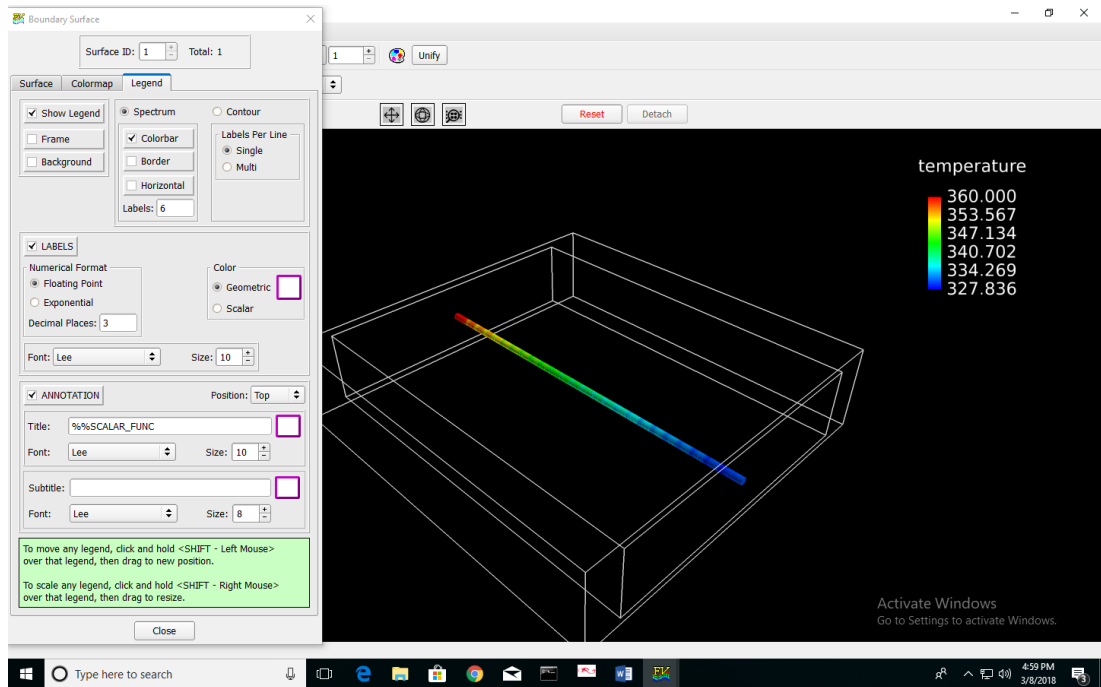 Boundary Surface
Surface ID: 1 Total: 1
Surface Colormap Legend
Show Legend
Frame
Background
Spectrum
Colorbar
Border
Horizontal
Labels: 6
Contour
Labels Per Line
Single
Multi
LABELS
Numerical Format
Floating Point
Exponential
Decimal Places: 3
Color
Geometric
Scalar
Font: Lee Size: 10
ANNOTATION Position: Top
Title: %%SCALAR_FUNC
Font: Lee Size: 10
Subtitle:
Font: Lee Size: 8
To move any legend, click and hold <SHIFT - Left Mouse>
over that legend, then drag to new position.
To scale any legend, click and hold <SHIFT - Right Mouse>
over that legend, then drag to resize.
Close
1 Unify
Reset Detach
temperature
360.000
353.567
347.134
340.702
334.269
327.836
Activate Windows
Go to Settings to activate Windows.
Type here to search
4:59 PM
3/8/2018
3